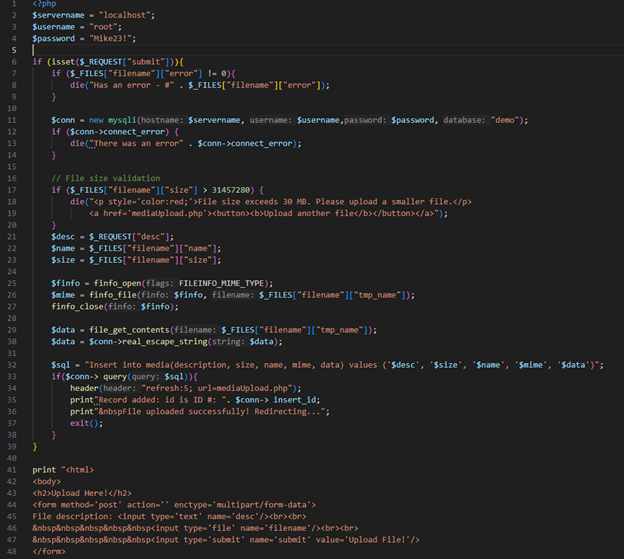 1 <?php
2 $servername = "localhost";
3 $username = "root";
4 $password = "Mike23!";
5
6 if (isset($_REQUEST["submit"])){
7 if ($_FILES["filename"]["error"] != 0){
8 die("Has an error - #" . $_FILES["filename"]["error"]);
9 }
10
11 $conn = new mysqli(hostname: $servername, username: $username,password: $password, database: "demo");
12 if ($conn->connect_error) {
13 die("There was an error" . $conn->connect_error);
14 }
15
16 // File size validation
17 if ($_FILES["filename"]["size"] > 31457280) {
18 die("<p style='color:red;'>File size exceeds 30 MB. Please upload a smaller file.</p>
19 <a href='mediaUpload.php'><button><b>Upload another file</b></button></a>");
20 }
21 $desc = $_REQUEST["desc"];
22 $name = $_FILES["filename"]["name"];
23 $size = $_FILES["filename"]["size"];
24
25 $finfo = finfo_open(flags: FILEINFO_MIME_TYPE);
26 $mime = finfo_file(finfo: $finfo, filename: $_FILES["filename"]["tmp_name"]);
27 finfo_close(finfo: $finfo);
28
29 $data = file_get_contents(filename: $_FILES["filename"]["tmp_name"]);
30 $data = $conn->real_escape_string(string: $data);
31
32 $sql = "Insert into media(description, size, name, mime, data) values ('$desc', '$size', '$name', '$mime', '$data')";
33 if($conn-> query(query: $sql)){
34 header(header: "refresh:5; url=mediaUpload.php");
35 print"Record added: id is ID #: ". $conn-> insert_id;
36 print"&nbspFile uploaded successfully! Redirecting...";
37 exit();
38 }
39 }
40
41 print "<html>
42 <body>
43 <h2>Upload Here!</h2>
44 <form method='post' action='' enctype='multipart/form-data'>
45 File description: <input type='text' name='desc'/><br><br>
46 &nbsp&nbsp&nbsp&nbsp&nbsp<input type='file' name='filename'/><br><br>
47 &nbsp&nbsp&nbsp&nbsp&nbsp<input type='submit' name='submit' value='Upload File!'/>
48 </form>